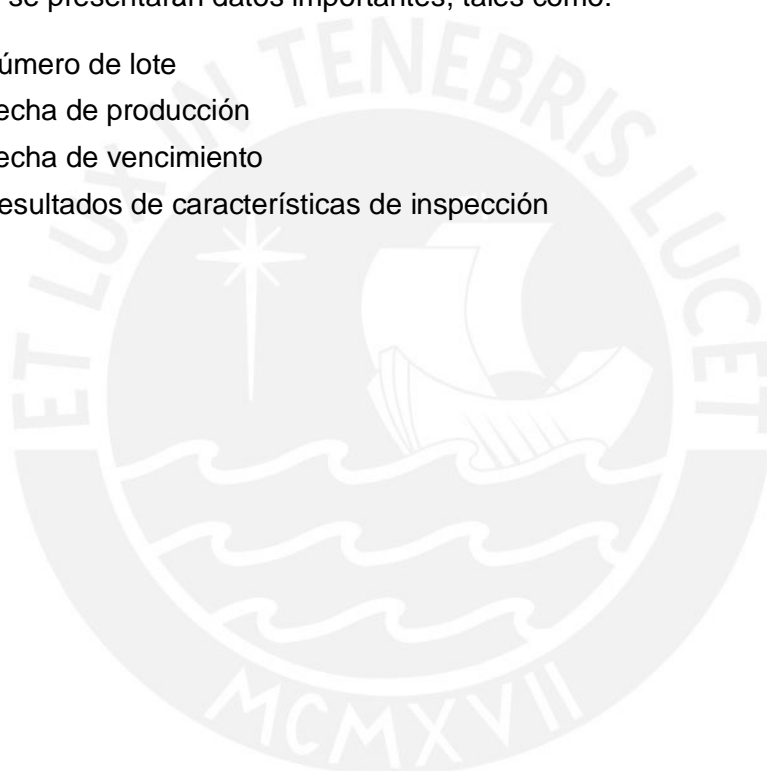 se presentarán datos importantes, tales como:
úmero de lote
echa de producción
echa de vencimiento
esultados de características de inspección
ET LUX IN TENEBRIS LUCET
MCMXVII